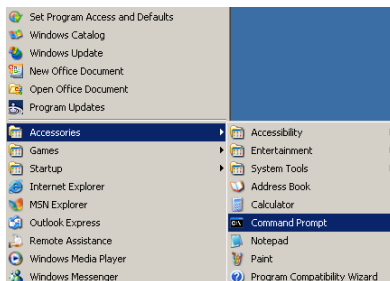 Set Program Access and Defaults
Windows Catalog
Windows Update
New Office Document
Open Office Document
Program Updates
Accessories
Games
Startup
Internet Explorer
MSN Explorer
Outlook Express
Remote Assistance
Windows Media Player
Windows Messenger
Accessibility
Entertainment
System Tools
Address Book
Calculator
Command Prompt
Notepad
Paint
Program Compatibility Wizard